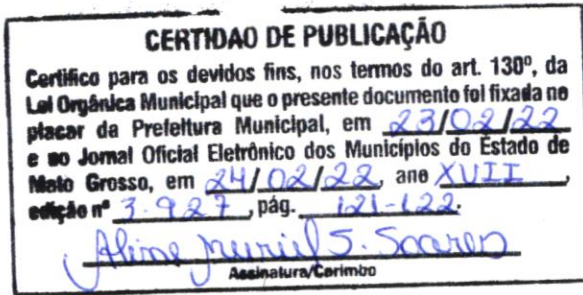 CERTIDAO DE PUBLICAÇÃO
Certifico para os devidos fins, nos termos do art. 130º, da
Lei Orgânica Municipal que o presente documento foi fixada no
placar da Prefeitura Municipal, em 23/02/22
e no Jornal Oficial Eletrônico dos Municípios do Estado de
Mato Grosso, em 24/02/22, ano XVII,
edição nº 3.927, pág. 121-122.
Aline Muriel S. Soares
Assinatura/Carimbo